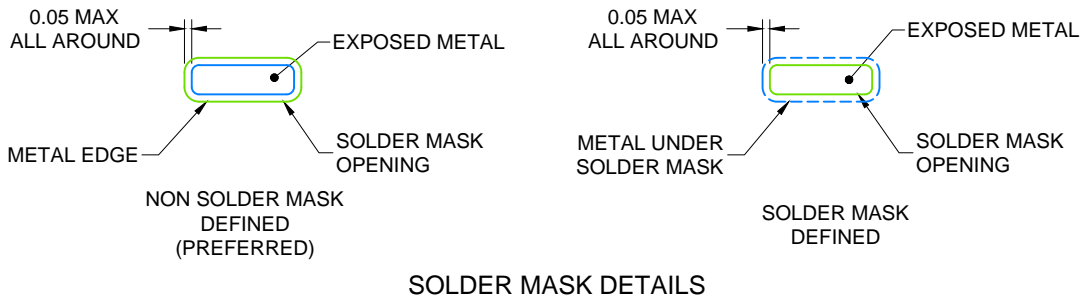 0.05 MAX
ALL AROUND
EXPOSED METAL
METAL EDGE
SOLDER MASK
OPENING
NON SOLDER MASK
DEFINED
(PREFERRED)
0.05 MAX
ALL AROUND
EXPOSED METAL
METAL UNDER
SOLDER MASK
SOLDER MASK
OPENING
SOLDER MASK
DEFINED
SOLDER MASK DETAILS